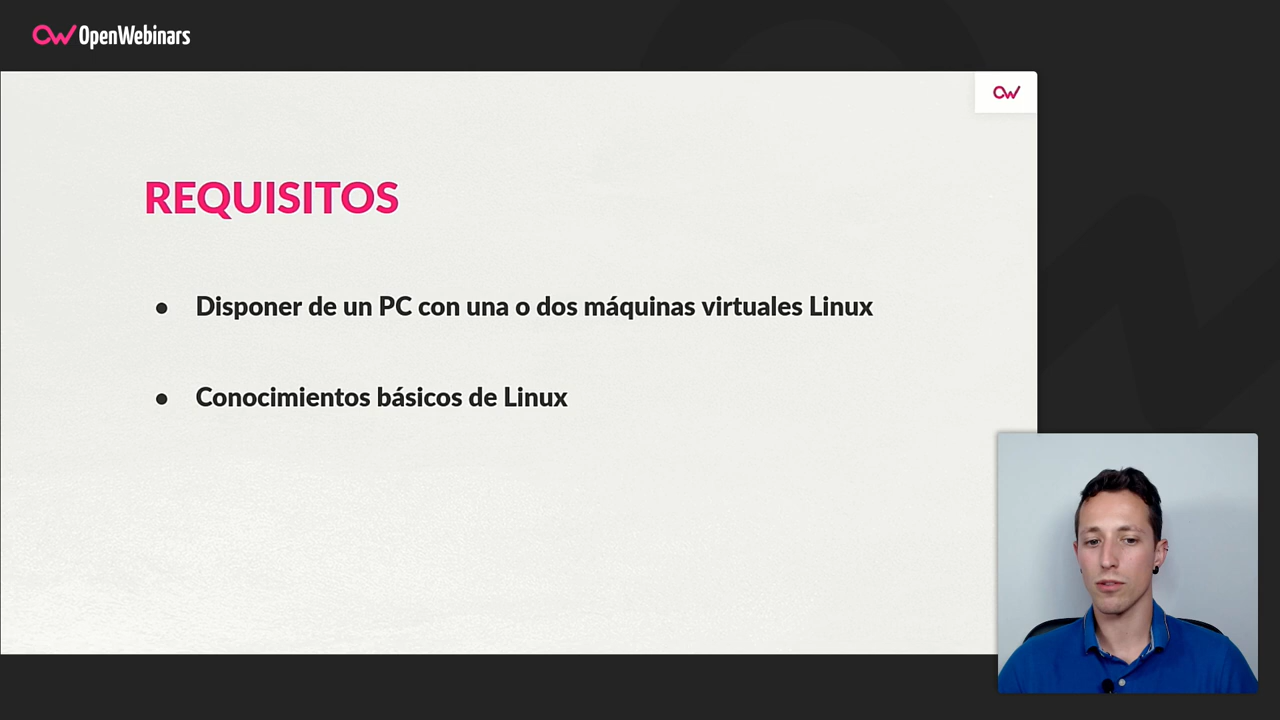 OpenWebinars
REQUISITOS
● Disponer de un PC con una o dos máquinas virtuales Linux
● Conocimientos básicos de Linux